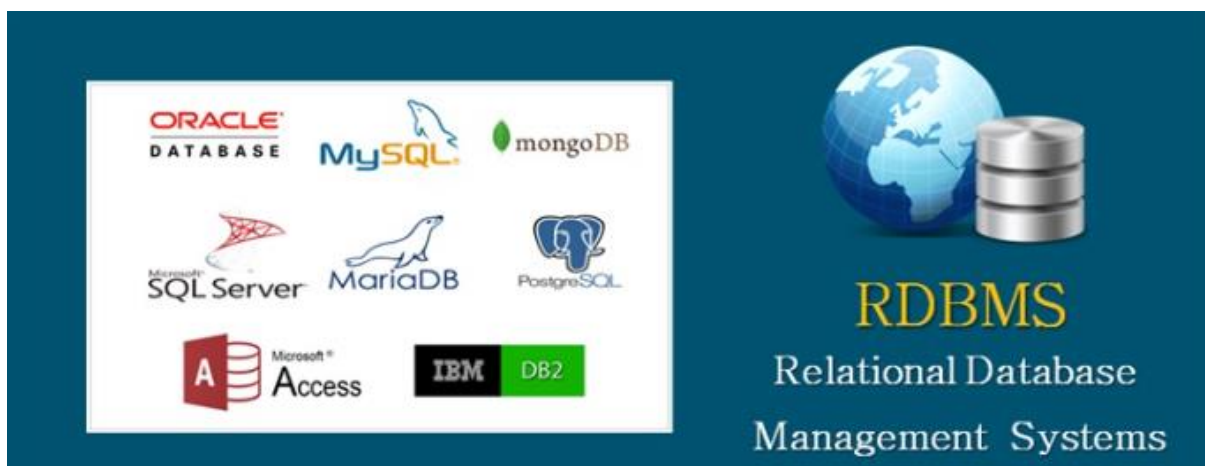 ORACLE
DATABASE
MySQL
mongoDB
Microsoft
SQL Server
MariaDB
PostgreSQL
A
Microsoft
Access
IBM DB2
RDBMS
Relational Database
Management Systems